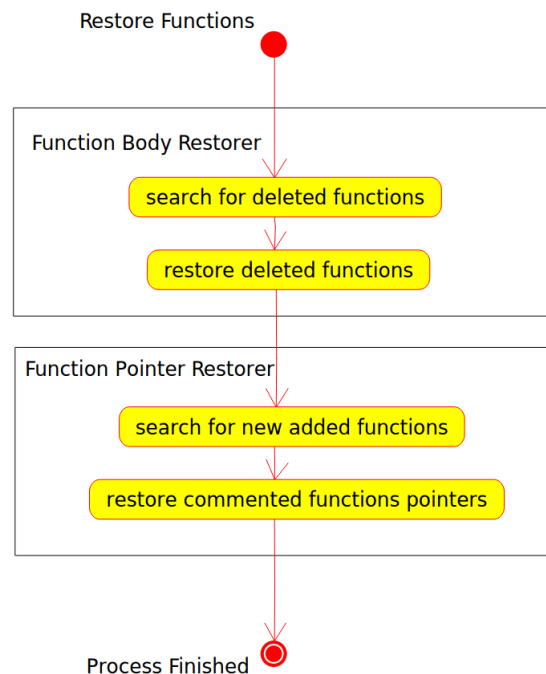 Restore Functions
Function Body Restorer
search for deleted functions
restore deleted functions
Function Pointer Restorer
search for new added functions
restore commented functions pointers
Process Finished